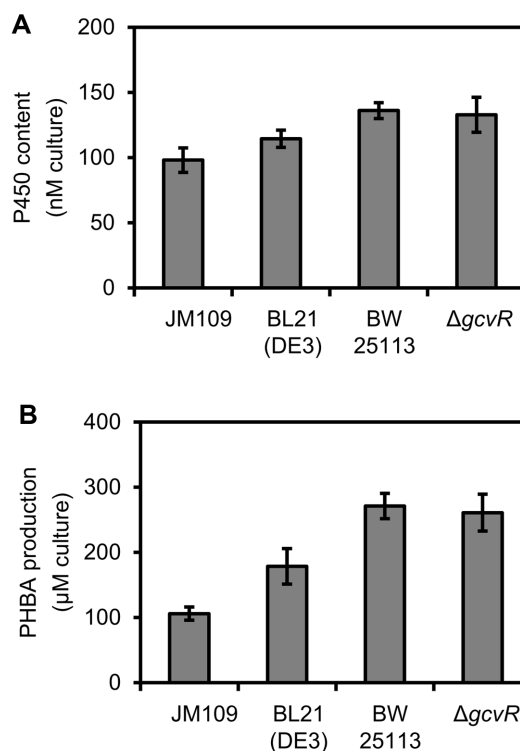 A
P450 content
(nM culture)
200
150
100
50
0
JM109
BL21
(DE3)
BW
25113
ΔgcvR
B
PHBA production
(µM culture)
400
300
200
100
0
JM109
BL21
(DE3)
BW
25113
ΔgcvR